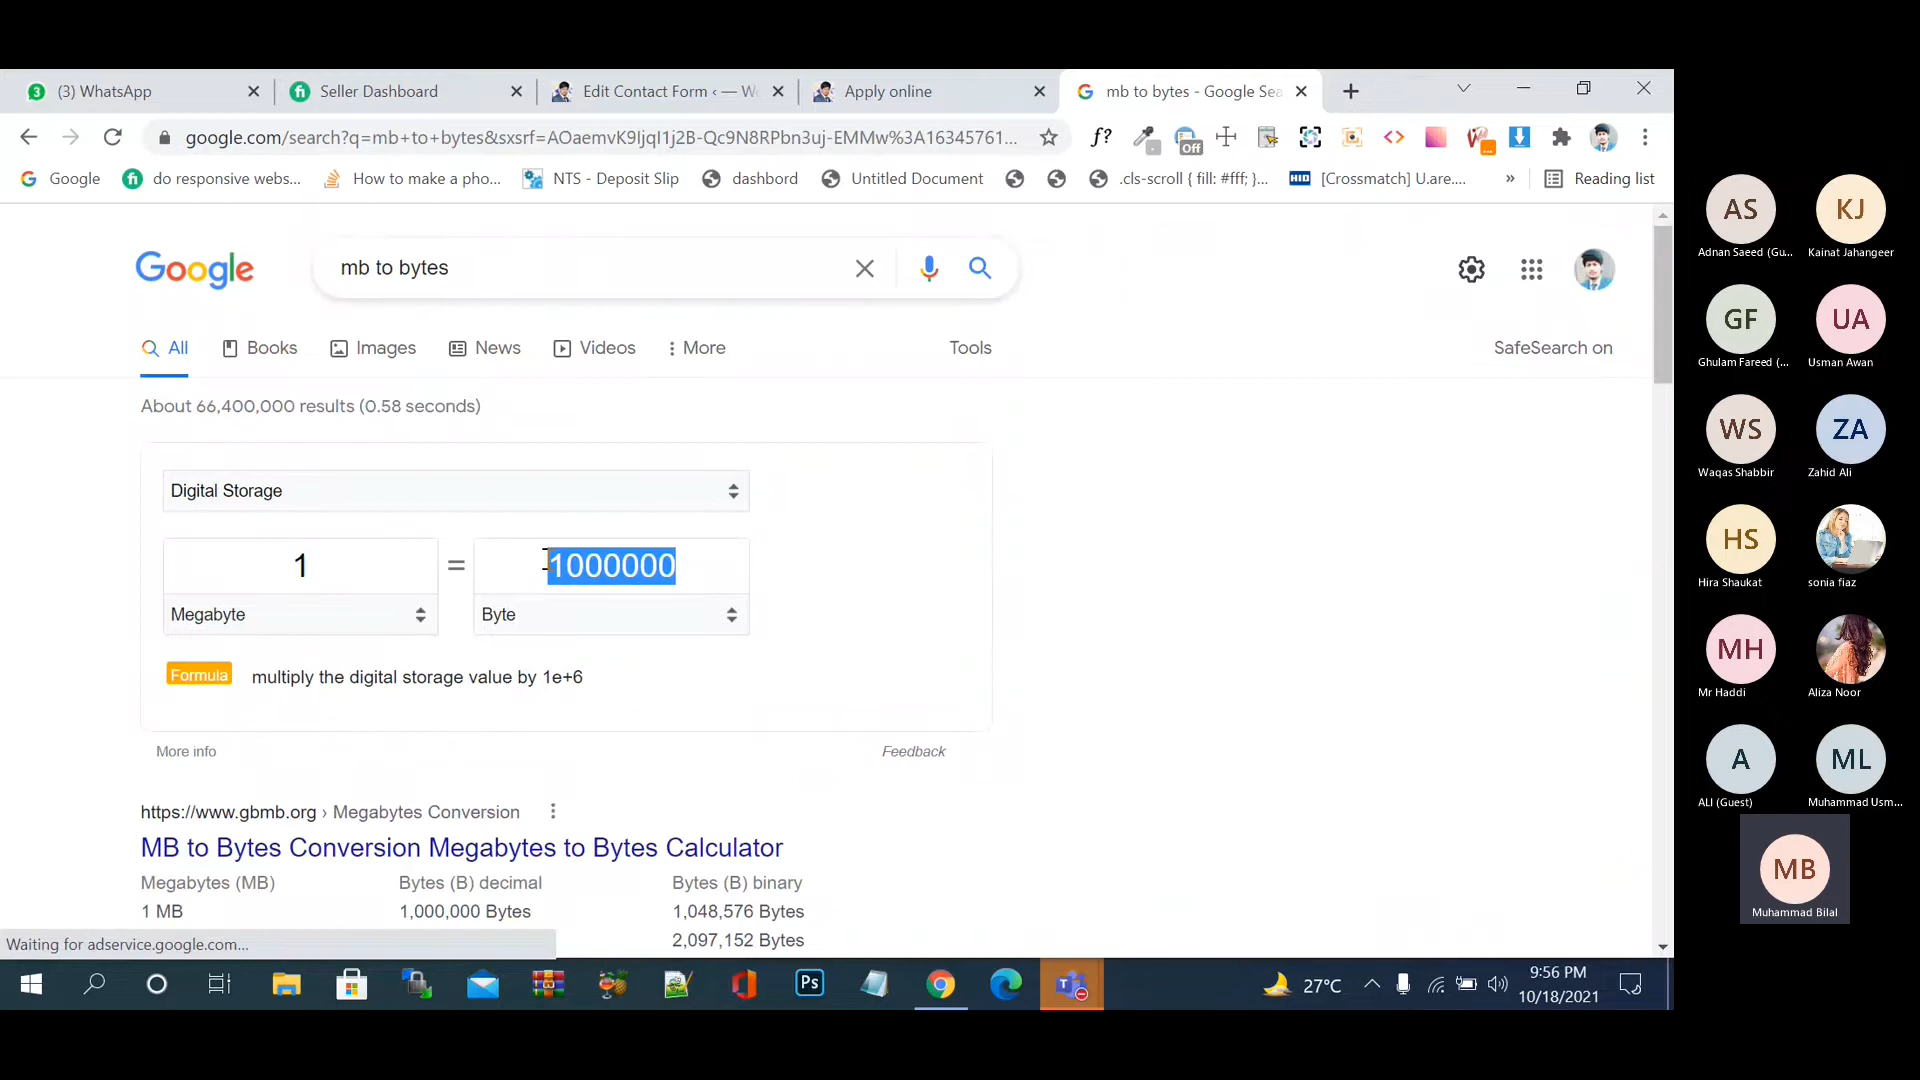 3 (3) WhatsApp
fi Seller Dashboard
Edit Contact Form ‹ — W
Apply online
mb to bytes - Google Sea
google.com/search?q=mb+to+bytes&sxsrf=AOaemvK9IjqI1j2B-Qc9N8RPbn3uj-EMMw%3A16345761...
f?
Off
Google
fi do responsive webs...
How to make a pho...
NTS - Deposit Slip
dashbord
Untitled Document
.cls-scroll { fill: #fff; }...
HID [Crossmatch] U.are....
»
Reading list
Google
mb to bytes
All
Books
Images
News
Videos
More
Tools
SafeSearch on
About 66,400,000 results (0.58 seconds)
Digital Storage
1 = 1000000
Megabyte
Byte
Formula multiply the digital storage value by 1e+6
More info
Feedback
https://www.gbmb.org › Megabytes Conversion
MB to Bytes Conversion Megabytes to Bytes Calculator
Megabytes (MB) Bytes (B) decimal Bytes (B) binary
1 MB 1,000,000 Bytes 1,048,576 Bytes
2,097,152 Bytes
Waiting for adservice.google.com...
Ps
T
27°C
9:56 PM
10/18/2021
AS
Adnan Saeed (Gu...
KJ
Kainat Jahangeer
GF
Ghulam Fareed (...
UA
Usman Awan
WS
Waqas Shabbir
ZA
Zahid Ali
HS
Hira Shaukat
sonia fiaz
MH
Mr Haddi
Aliza Noor
A
ALI (Guest)
ML
Muhammad Usm...
MB
Muhammad Bilal